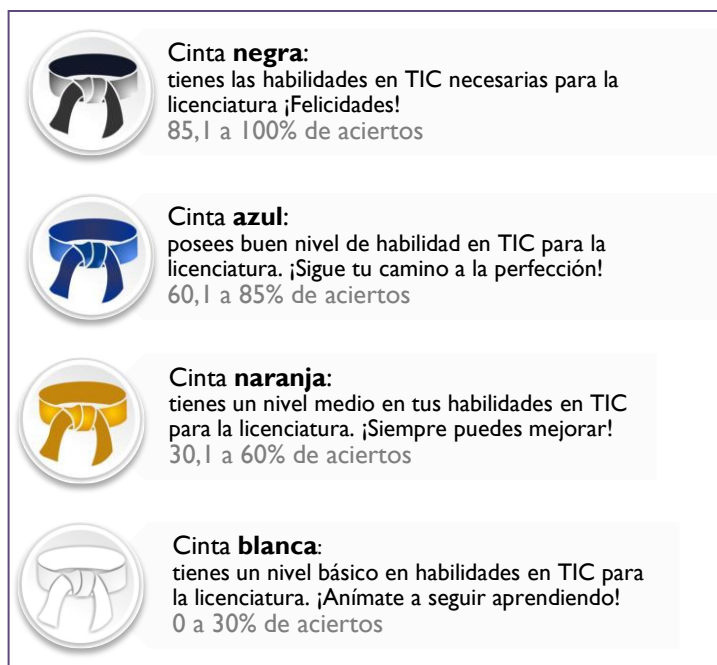 Cinta negra:
tienes las habilidades en TIC necesarias para la
licenciatura ¡Felicidades!
85,1 a 100% de aciertos
Cinta azul:
posees buen nivel de habilidad en TIC para la
licenciatura. ¡Sigue tu camino a la perfección!
60,1 a 85% de aciertos
Cinta naranja:
tienes un nivel medio en tus habilidades en TIC
para la licenciatura. ¡Siempre puedes mejorar!
30,1 a 60% de aciertos
Cinta blanca:
tienes un nivel básico en habilidades en TIC para
la licenciatura. ¡Anímate a seguir aprendiendo!
0 a 30% de aciertos